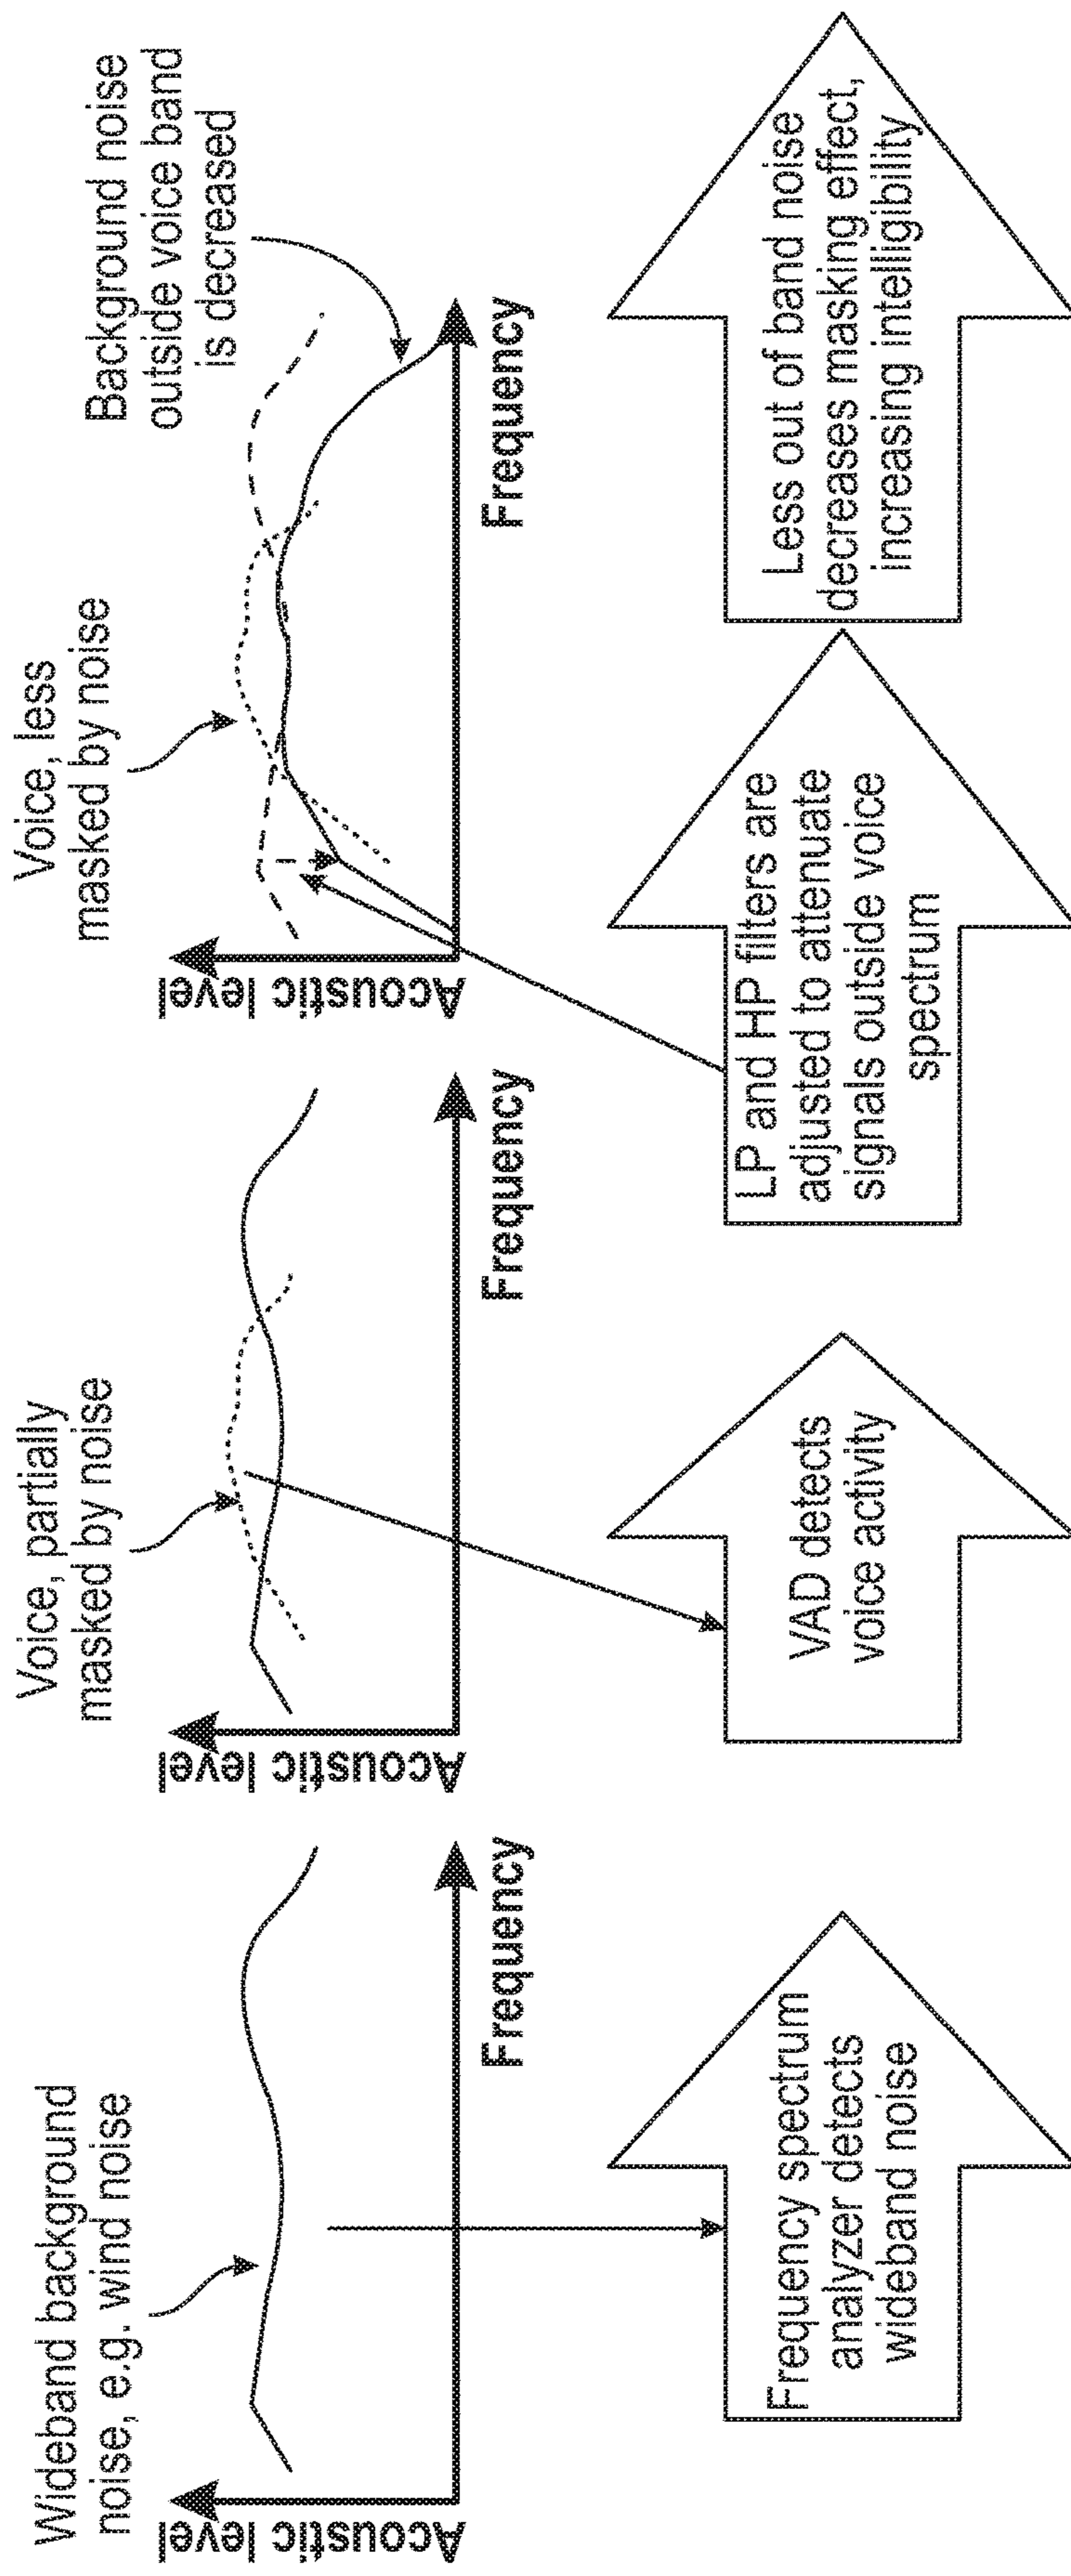 Wideband background
noise, e.g. wind noise
Acoustic level
Frequency
Voice, partially
masked by noise
Acoustic level
Frequency
Voice, less
masked by noise
Background noise
outside voice band
is decreased
Acoustic level
Frequency
Frequency spectrum
analyzer detects
wideband noise
VAD detects
voice activity
LP and HP filters are
adjusted to attenuate
signals outside voice
spectrum
Less out of band noise
decreases masking effect,
increasing intelligibility